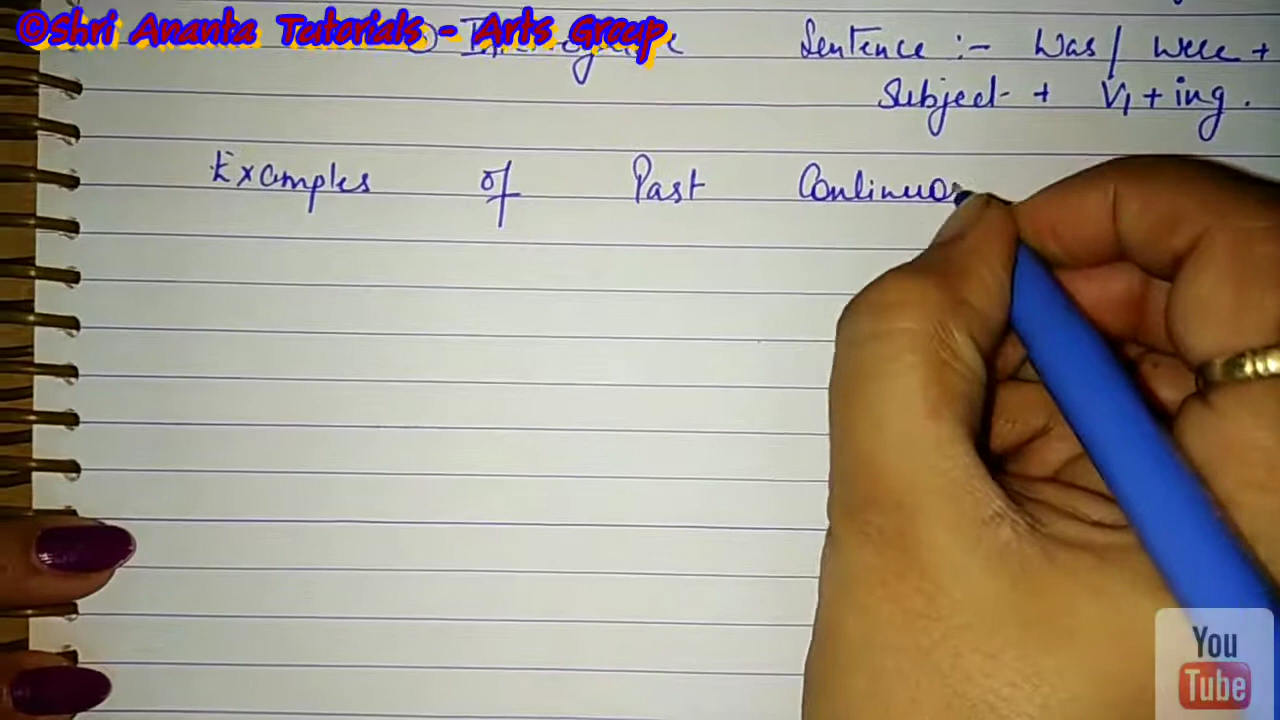 ©Shri Ananta Tutorials - Arts Group
Sentence :- Was / Were +
Subject + V1 + ing .
Examples of Past Continuo
You
Tube